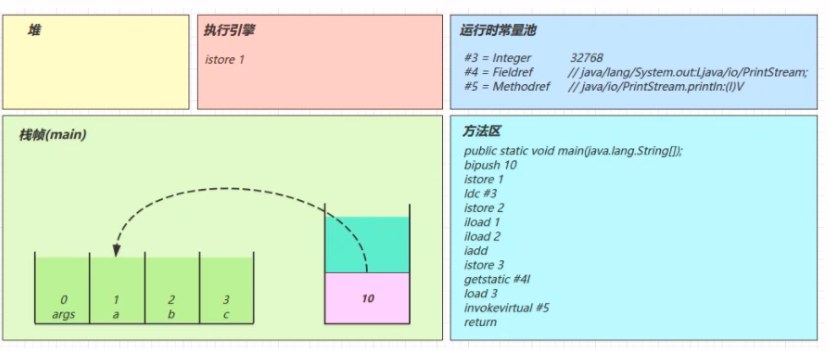 堆
执行引擎
istore 1
运行时常量池
#3 = Integer 32768
#4 = Fieldref // java/lang/System.out:Ljava/io/PrintStream;
#5 = Methodref // java/io/PrintStream.println:(I)V
栈帧(main)
0 1 2 3
args a b c
10
方法区
public static void main(java.lang.String[]);
bipush 10
istore 1
ldc #3
istore 2
iload 1
iload 2
iadd
istore 3
getstatic #4I
load 3
invokevirtual #5
return